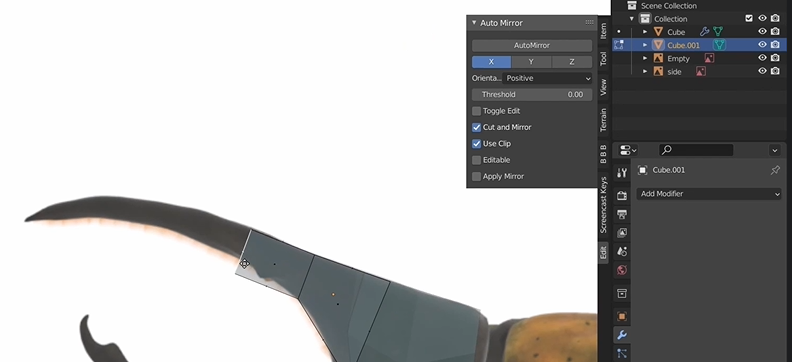 Auto Mirror
AutoMirror
X Y Z
Orienta.. Positive
Threshold 0.00
Toggle Edit
Cut and Mirror
Use Clip
Editable
Apply Mirror
Item
Tool
View
Terrain
B B B
Screencast Keys
Edit
Scene Collection
Collection
Cube
Cube.001
Empty
side
Cube.001
Add Modifier